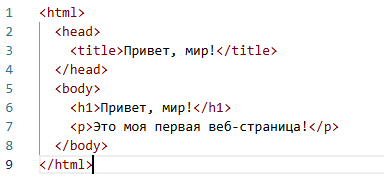 1 <html>
2 <head>
3 <title>Привет, мир!</title>
4 </head>
5 <body>
6 <h1>Привет, мир!</h1>
7 <p>Это моя первая веб-страница!</p>
8 </body>
9 </html>